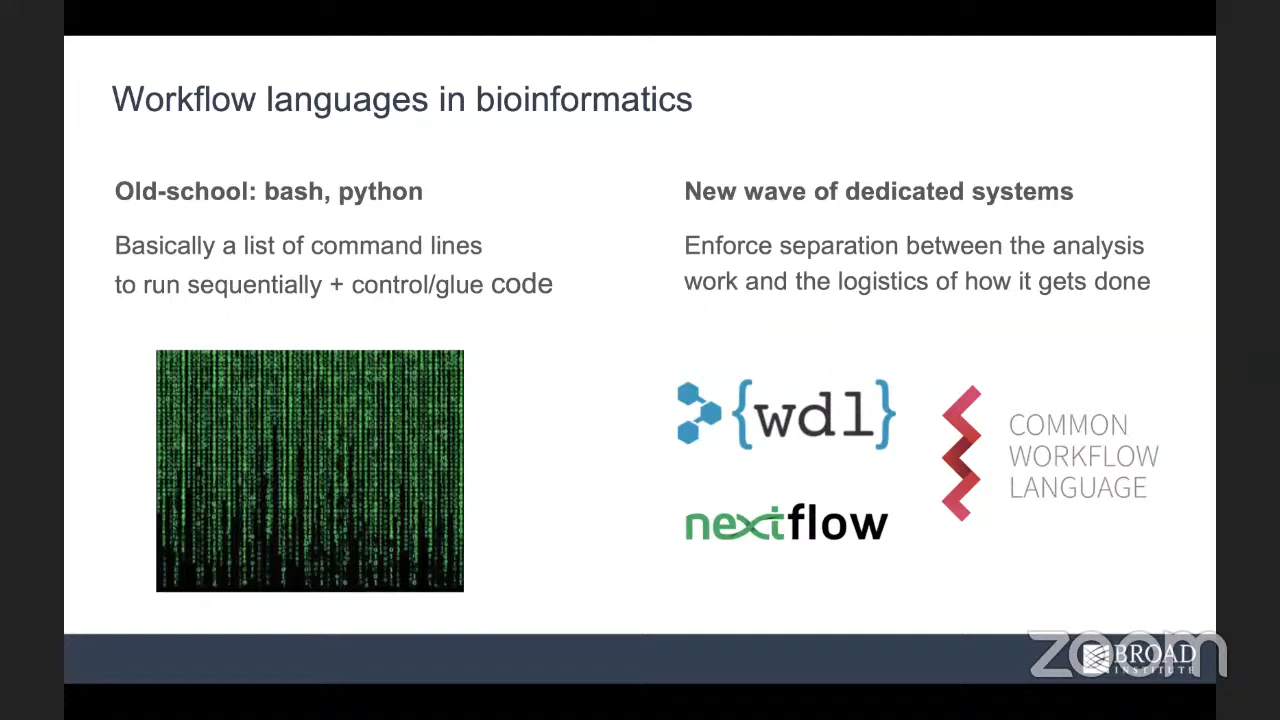 Workflow languages in bioinformatics
Old-school: bash, python
Basically a list of command lines
to run sequentially + control/glue code
New wave of dedicated systems
Enforce separation between the analysis
work and the logistics of how it gets done
{wdl}
nextflow
COMMON
WORKFLOW
LANGUAGE
zoom
BROAD
INSTITUTE